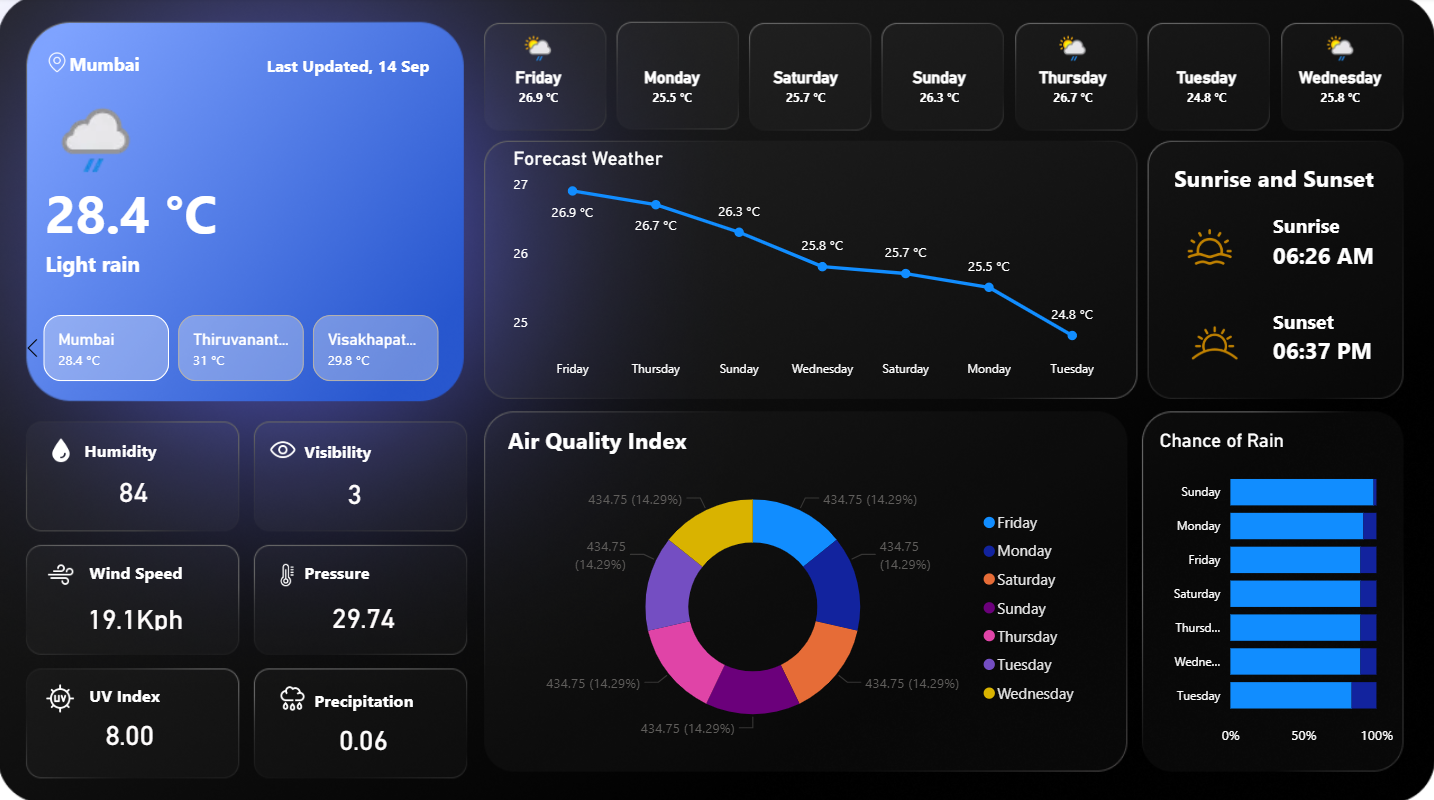 Mumbai
Last Updated, 14 Sep
28.4 °C
Light rain
Mumbai
28.4 °C
Thiruvanant...
31 °C
Visakhapat...
29.8 °C
Friday
26.9 °C
Monday
25.5 °C
Saturday
25.7 °C
Sunday
26.3 °C
Thursday
26.7 °C
Tuesday
24.8 °C
Wednesday
25.8 °C
Forecast Weather
27
26
25
26.9 °C
26.7 °C
26.3 °C
25.8 °C
25.7 °C
25.5 °C
24.8 °C
Friday
Thursday
Sunday
Wednesday
Saturday
Monday
Tuesday
Sunrise and Sunset
Sunrise
06:26 AM
Sunset
06:37 PM
Humidity
84
Visibility
3
Wind Speed
19.1Kph
Pressure
29.74
UV
UV Index
8.00
Precipitation
0.06
Air Quality Index
434.75 (14.29%)
434.75
(14.29%)
434.75 (14.29%)
434.75 (14.29%)
434.75 (14.29%)
434.75
(14.29%)
434.75 (14.29%)
Friday
Monday
Saturday
Sunday
Thursday
Tuesday
Wednesday
Chance of Rain
Sunday
Monday
Friday
Saturday
Thursd...
Wedne...
Tuesday
0%
50%
100%